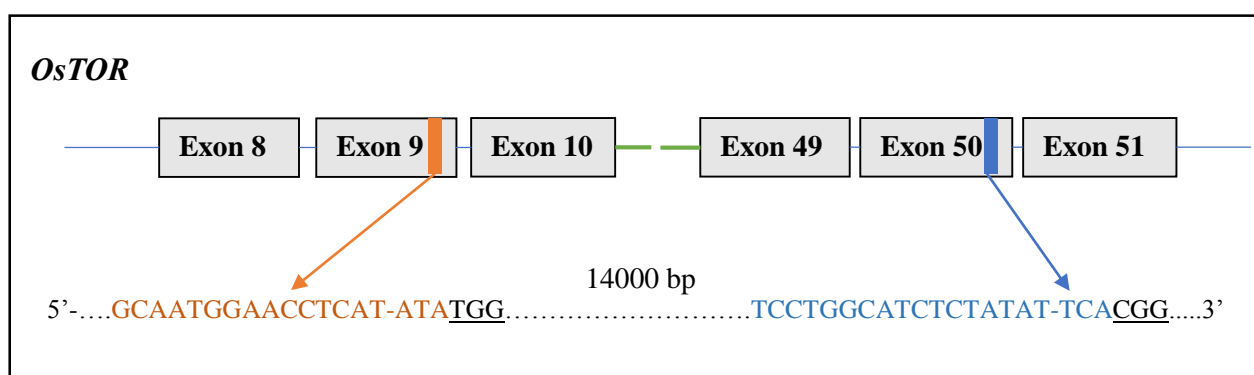 OsTOR
Exon 8 Exon 9 Exon 10 Exon 49 Exon 50 Exon 51
14000 bp
5’-….GCAATGGAACCTCAT-ATATGG………………………TCCTGGCATCTCTATAT-TCACGG.....3’